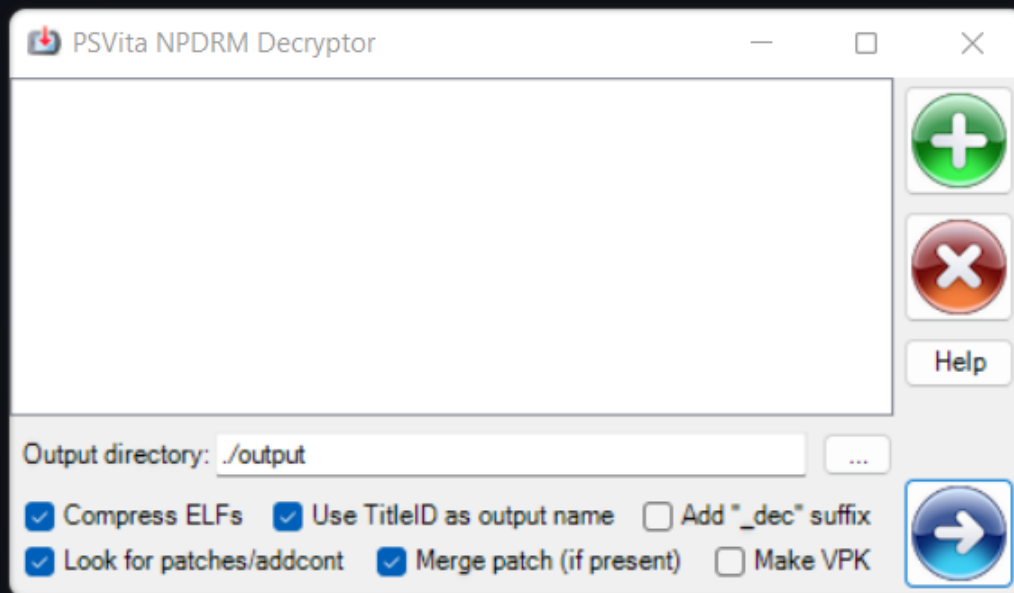 PSVita NPDRM Decryptor
Help
Output directory: ./output ...
Compress ELFs Use TitleID as output name Add "_dec" suffix
Look for patches/addcont Merge patch (if present) Make VPK